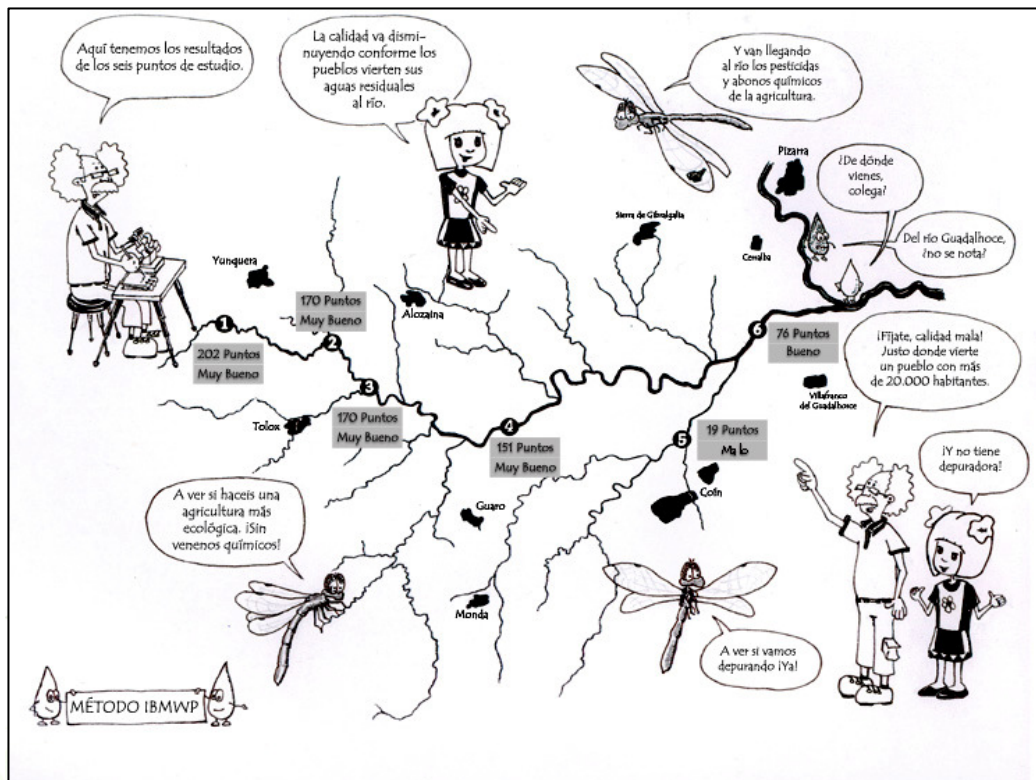 Aquí tenemos los resultados
de los seis puntos de estudio.
La calidad va dismi-
nuyendo conforme los
pueblos vierten sus
aguas residuales
al río.
Y van llegando
al río los pesticidas
y abonos químicos
de la agricultura.
Pizarra
¿De dónde
vienes,
colega?
Sierra de Gibralgalia
Cerralba
Del río Guadalhoce,
¿no se nota?
Yunquera
170 Puntos
Muy Bueno
Alozaina
1
2
202 Puntos
Muy Bueno
6
76 Puntos
Bueno
¡Fíjate, calidad mala!
Justo donde vierte
un pueblo con más
de 20.000 habitantes.
3
Villafranco
del Guadalhorce
Tolox
170 Puntos
Muy Bueno
4
151 Puntos
Muy Bueno
5
19 Puntos
Malo
Coín
¡Y no tiene
depuradora!
A ver si haceis una
agricultura más
ecológica. ¡Sin
venenos químicos!
Guaro
Monda
A ver si vamos
depurando ¡Ya!
MÉTODO IBMWP